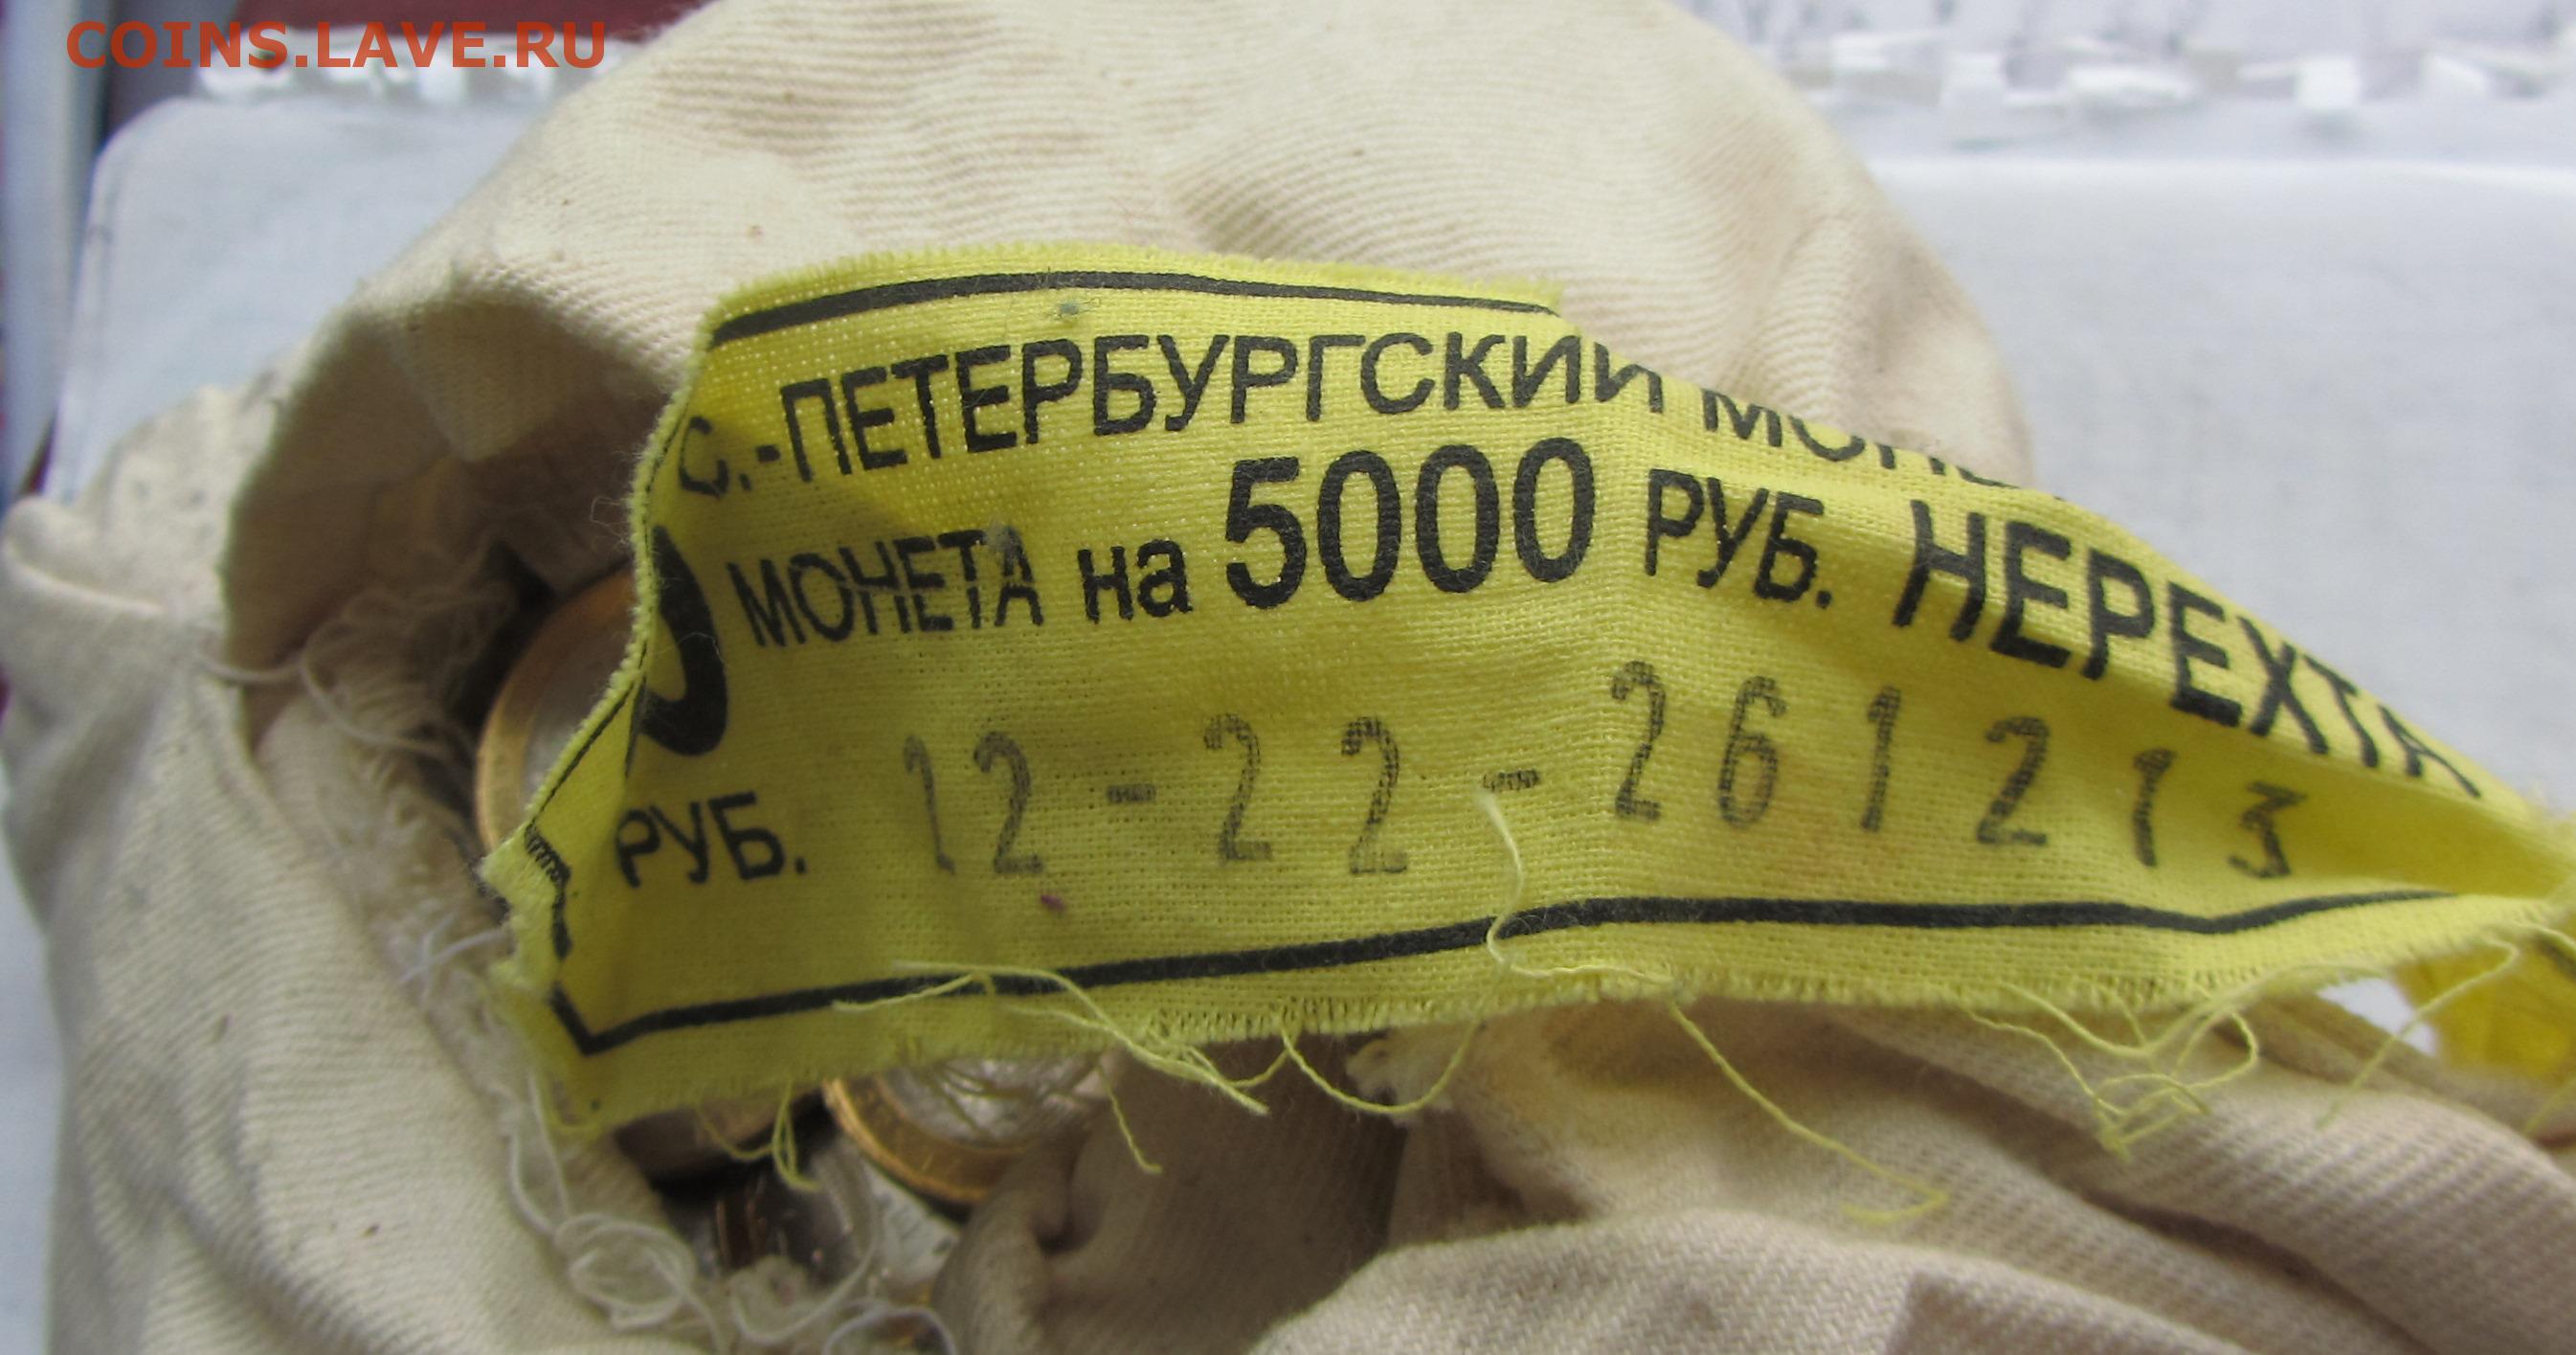 COINS.LAVE.RU
С.-ПЕТЕРБУРГСКИЙ
МОНЕТА на 5000 РУБ. НЕРЕХТА
РУБ. 12-22-261213